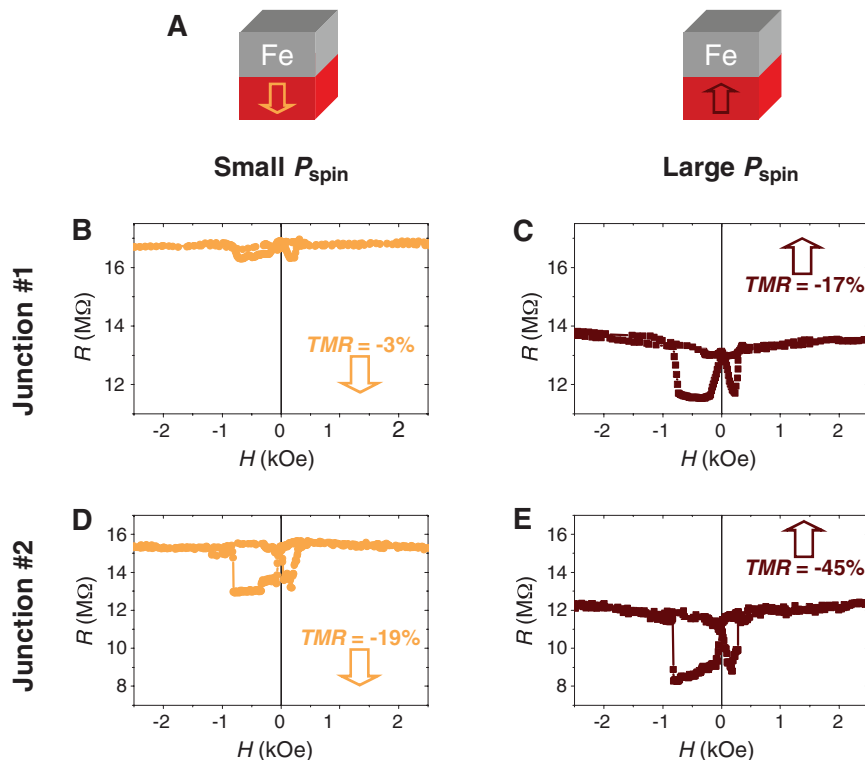 A
Fe
Fe
Small Pspin
Large Pspin
Junction #1
B
R (MΩ)
16
14
12
TMR = -3%
-2 -1 0 1 2
H (kOe)
C
R (MΩ)
16
14
12
TMR = -17%
-2 -1 0 1 2
H (kOe)
Junction #2
D
R (MΩ)
16
14
12
10
8
TMR = -19%
-2 -1 0 1 2
H (kOe)
E
R (MΩ)
16
14
12
10
8
TMR = -45%
-2 -1 0 1 2
H (kOe)